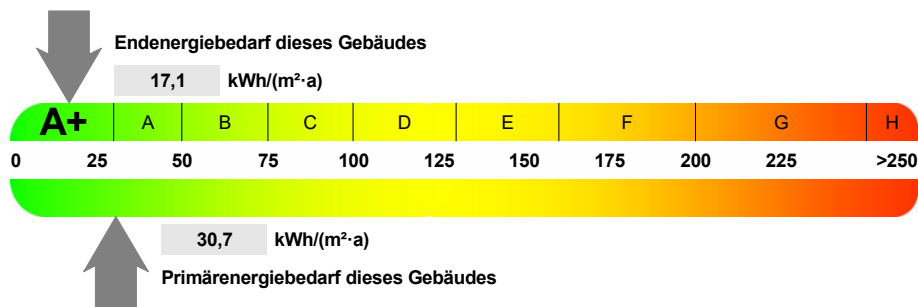 Endenergiebedarf dieses Gebäudes
17,1 kWh/(m²·a)
A+ A B C D E F G H
0 25 50 75 100 125 150 175 200 225 >250
30,7 kWh/(m²·a)
Primärenergiebedarf dieses Gebäudes